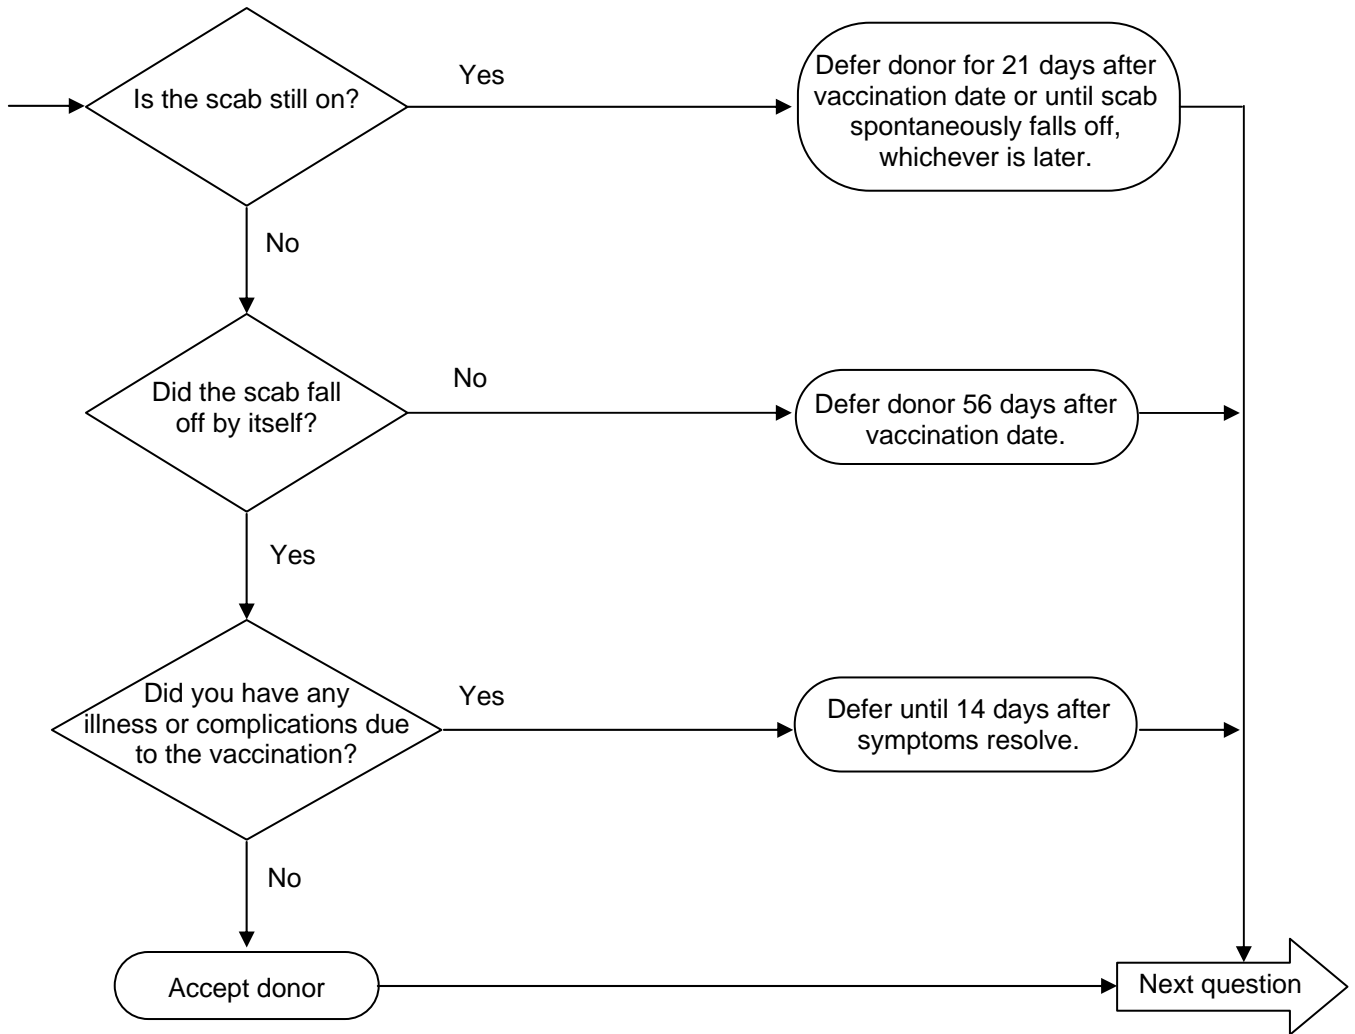 Is the scab still on?
Yes
Defer donor for 21 days after
vaccination date or until scab
spontaneously falls off,
whichever is later.
No
Did the scab fall
off by itself?
No
Defer donor 56 days after
vaccination date.
Yes
Did you have any
illness or complications due
to the vaccination?
Yes
Defer until 14 days after
symptoms resolve.
No
Accept donor
Next question